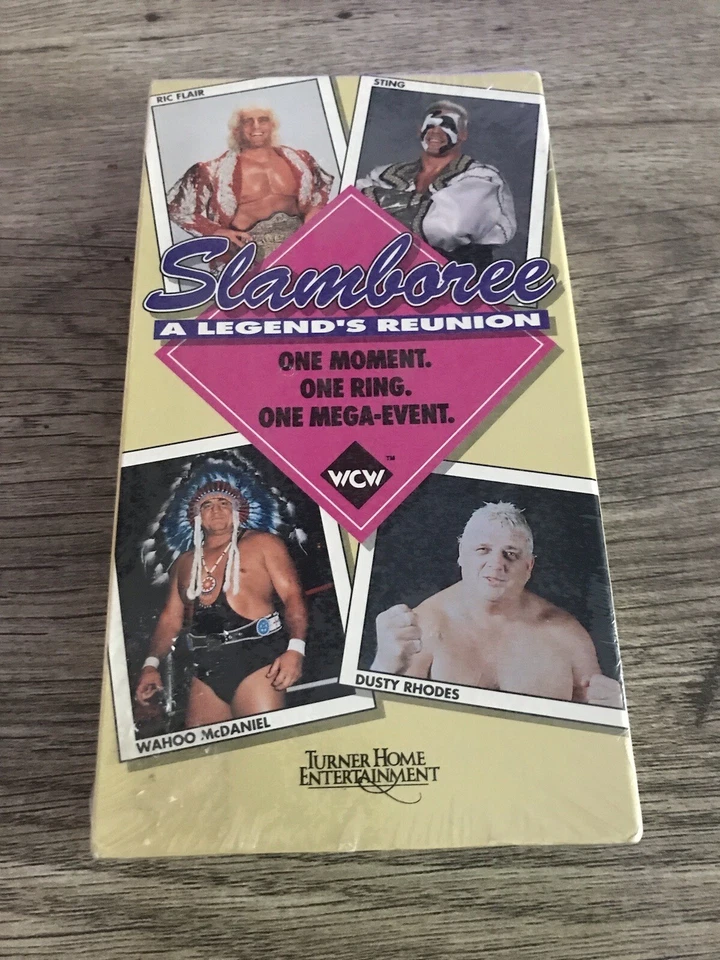 RIC FLAIR
STING
Slamboree
A LEGEND'S REUNION
ONE MOMENT.
ONE RING.
ONE MEGA-EVENT.
WCW™
WAHOO McDANIEL
DUSTY RHODES
TURNER HOME
ENTERTAINMENT